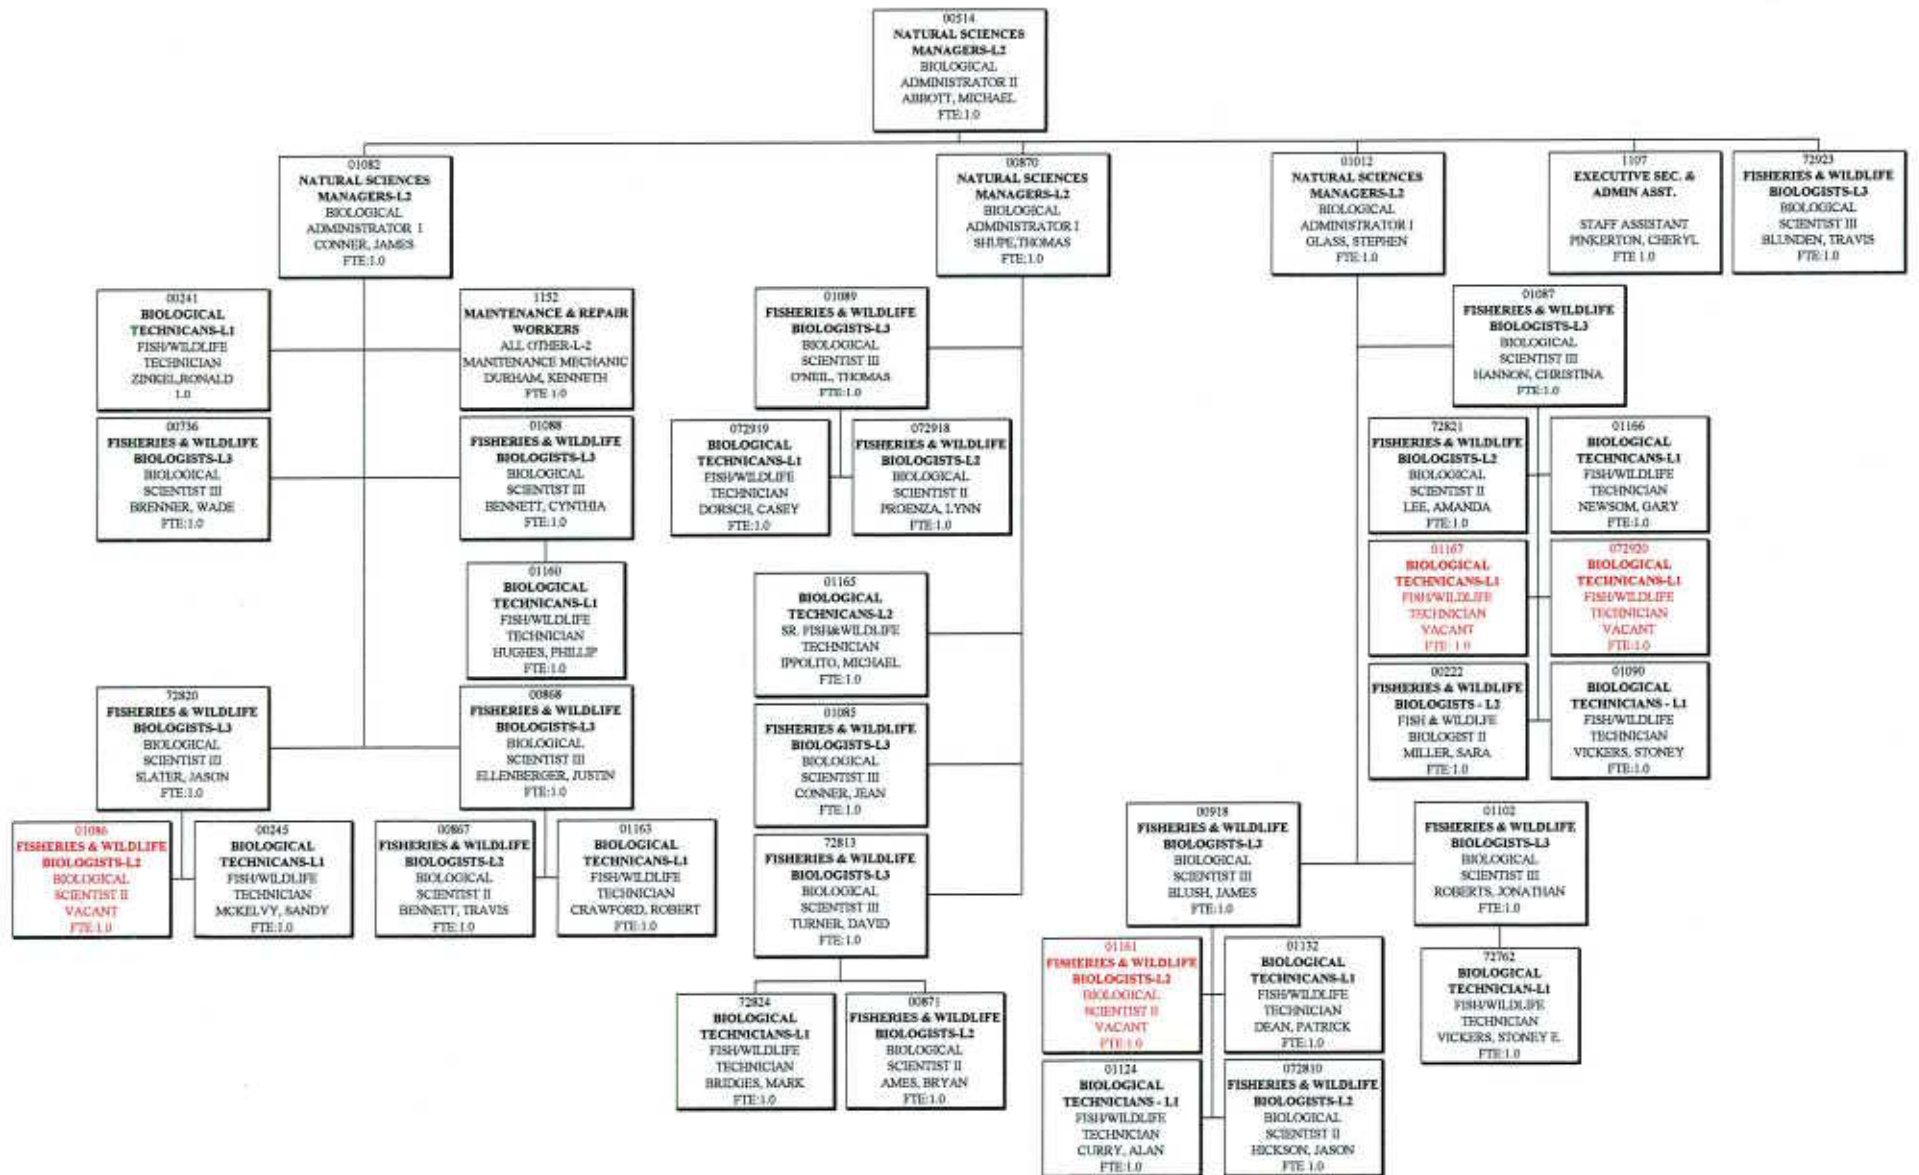 00514
NATURAL SCIENCES
MANAGERS-L2
BIOLOGICAL
ADMINISTRATOR II
ABBOTT, MICHAEL
FTE:1.0
01082
NATURAL SCIENCES
MANAGERS-L2
BIOLOGICAL
ADMINISTRATOR I
CONNER, JAMES
FTE:1.0
00870
NATURAL SCIENCES
MANAGERS-L2
BIOLOGICAL
ADMINISTRATOR I
SHUPE,THOMAS
FTE:1.0
01012
NATURAL SCIENCES
MANAGERS-L2
BIOLOGICAL
ADMINISTRATOR I
GLASS, STEPHEN
FTE:1.0
1107
EXECUTIVE SEC. &
ADMIN ASST.
STAFF ASSISTANT
PINKERTON, CHERYL
FTE 1.0
72923
FISHERIES & WILDLIFE
BIOLOGISTS-L3
BIOLOGICAL
SCIENTIST III
BLUNDEN, TRAVIS
FTE:1.0
00241
BIOLOGICAL
TECHNICANS-L1
FISH/WILDLIFE
TECHNICIAN
ZINKEL,RONALD
1.0
1152
MAINTENANCE & REPAIR
WORKERS
ALL OTHER-L-2
MANITENANCE MECHANIC
DURHAM, KENNETH
FTE 1.0
01089
FISHERIES & WILDLIFE
BIOLOGISTS-L3
BIOLOGICAL
SCIENTIST III
O'NEIL, THOMAS
FTE:1.0
01087
FISHERIES & WILDLIFE
BIOLOGISTS-L3
BIOLOGICAL
SCIENTIST III
HANNON, CHRISTINA
FTE:1.0
00736
FISHERIES & WILDLIFE
BIOLOGISTS-L3
BIOLOGICAL
SCIENTIST III
BRENNER, WADE
FTE:1.0
01088
FISHERIES & WILDLIFE
BIOLOGISTS-L3
BIOLOGICAL
SCIENTIST III
BENNETT, CYNTHIA
FTE:1.0
072919
BIOLOGICAL
TECHNICANS-L1
FISH/WILDLIFE
TECHNICIAN
DORSCH, CASEY
FTE:1.0
072918
FISHERIES & WILDLIFE
BIOLOGISTS-L2
BIOLOGICAL
SCIENTIST II
PROENZA, LYNN
FTE:1.0
72821
FISHERIES & WILDLIFE
BIOLOGISTS-L2
BIOLOGICAL
SCIENTIST II
LEE, AMANDA
FTE:1.0
01166
BIOLOGICAL
TECHNICANS-L1
FISH/WILDLIFE
TECHNICIAN
NEWSOM, GARY
FTE:1.0
01167
BIOLOGICAL
TECHNICANS-L1
FISH/WILDLIFE
TECHNICIAN
VACANT
FTE: 1.0
072920
BIOLOGICAL
TECHNICANS-L1
FISH/WILDLIFE
TECHNICIAN
VACANT
FTE:1.0
01160
BIOLOGICAL
TECHNICANS-L1
FISH/WILDLIFE
TECHNICIAN
HUGHES, PHILLIP
FTE:1.0
01165
BIOLOGICAL
TECHNICANS-L2
SR. FISH&WILDLIFE
TECHNICIAN
IPPOLITO, MICHAEL
FTE:1.0
00222
FISHERIES & WILDLIFE
BIOLOGISTS - L2
FISH & WILDLFE
BIOLOGIST II
MILLER, SARA
FTE:1.0
01090
BIOLOGICAL
TECHNICIANS - L1
FISH/WILDLIFE
TECHNICIAN
VICKERS, STONEY
FTE:1.0
72820
FISHERIES & WILDLIFE
BIOLOGISTS-L3
BIOLOGICAL
SCIENTIST III
SLATER, JASON
FTE:1.0
00868
FISHERIES & WILDLIFE
BIOLOGISTS-L3
BIOLOGICAL
SCIENTIST III
ELLENBERGER, JUSTIN
FTE:1.0
01085
FISHERIES & WILDLIFE
BIOLOGISTS-L3
BIOLOGICAL
SCIENTIST III
CONNER, JEAN
FTE:1.0
01086
FISHERIES & WILDLIFE
BIOLOGISTS-L2
BIOLOGICAL
SCIENTIST II
VACANT
FTE:1.0
00245
BIOLOGICAL
TECHNICANS-L1
FISH/WILDLIFE
TECHNICIAN
MCKELVY, SANDY
FTE:1.0
00867
FISHERIES & WILDLIFE
BIOLOGISTS-L2
BIOLOGICAL
SCIENTIST II
BENNETT, TRAVIS
FTE:1.0
01163
BIOLOGICAL
TECHNICANS-L1
FISH/WILDLIFE
TECHNICIAN
CRAWFORD, ROBERT
FTE:1.0
72813
FISHERIES & WILDLIFE
BIOLOGISTS-L3
BIOLOGICAL
SCIENTIST III
TURNER, DAVID
FTE:1.0
00918
FISHERIES & WILDLIFE
BIOLOGISTS-L3
BIOLOGICAL
SCIENTIST III
BLUSH, JAMES
FTE:1.0
01102
FISHERIES & WILDLIFE
BIOLOGISTS-L3
BIOLOGICAL
SCIENTIST III
ROBERTS, JONATHAN
FTE:1.0
72824
BIOLOGICAL
TECHNICIANS-L1
FISH/WILDLIFE
TECHNICIAN
BRIDGES, MARK
FTE:1.0
00871
FISHERIES & WILDLIFE
BIOLOGISTS-L2
BIOLOGICAL
SCIENTIST II
AMES, BRYAN
FTE:1.0
01161
FISHERIES & WILDLIFE
BIOLOGISTS-L2
BIOLOGICAL
SCIENTIST II
VACANT
FTE:1.0
01132
BIOLOGICAL
TECHNICANS-L1
FISH/WILDLIFE
TECHNICIAN
DEAN, PATRICK
FTE:1.0
72762
BIOLOGICAL
TECHNICIAN-L1
FISH/WILDLIFE
TECHNICIAN
VICKERS, STONEY E.
FTE:1.0
01124
BIOLOGICAL
TECHNICIANS - L1
FISH/WILDLIFE
TECHNICIAN
CURRY, ALAN
FTE:1.0
072810
FISHERIES & WILDLIFE
BIOLOGISTS-L2
BIOLOGICAL
SCIENTIST II
HICKSON, JASON
FTE 1.0